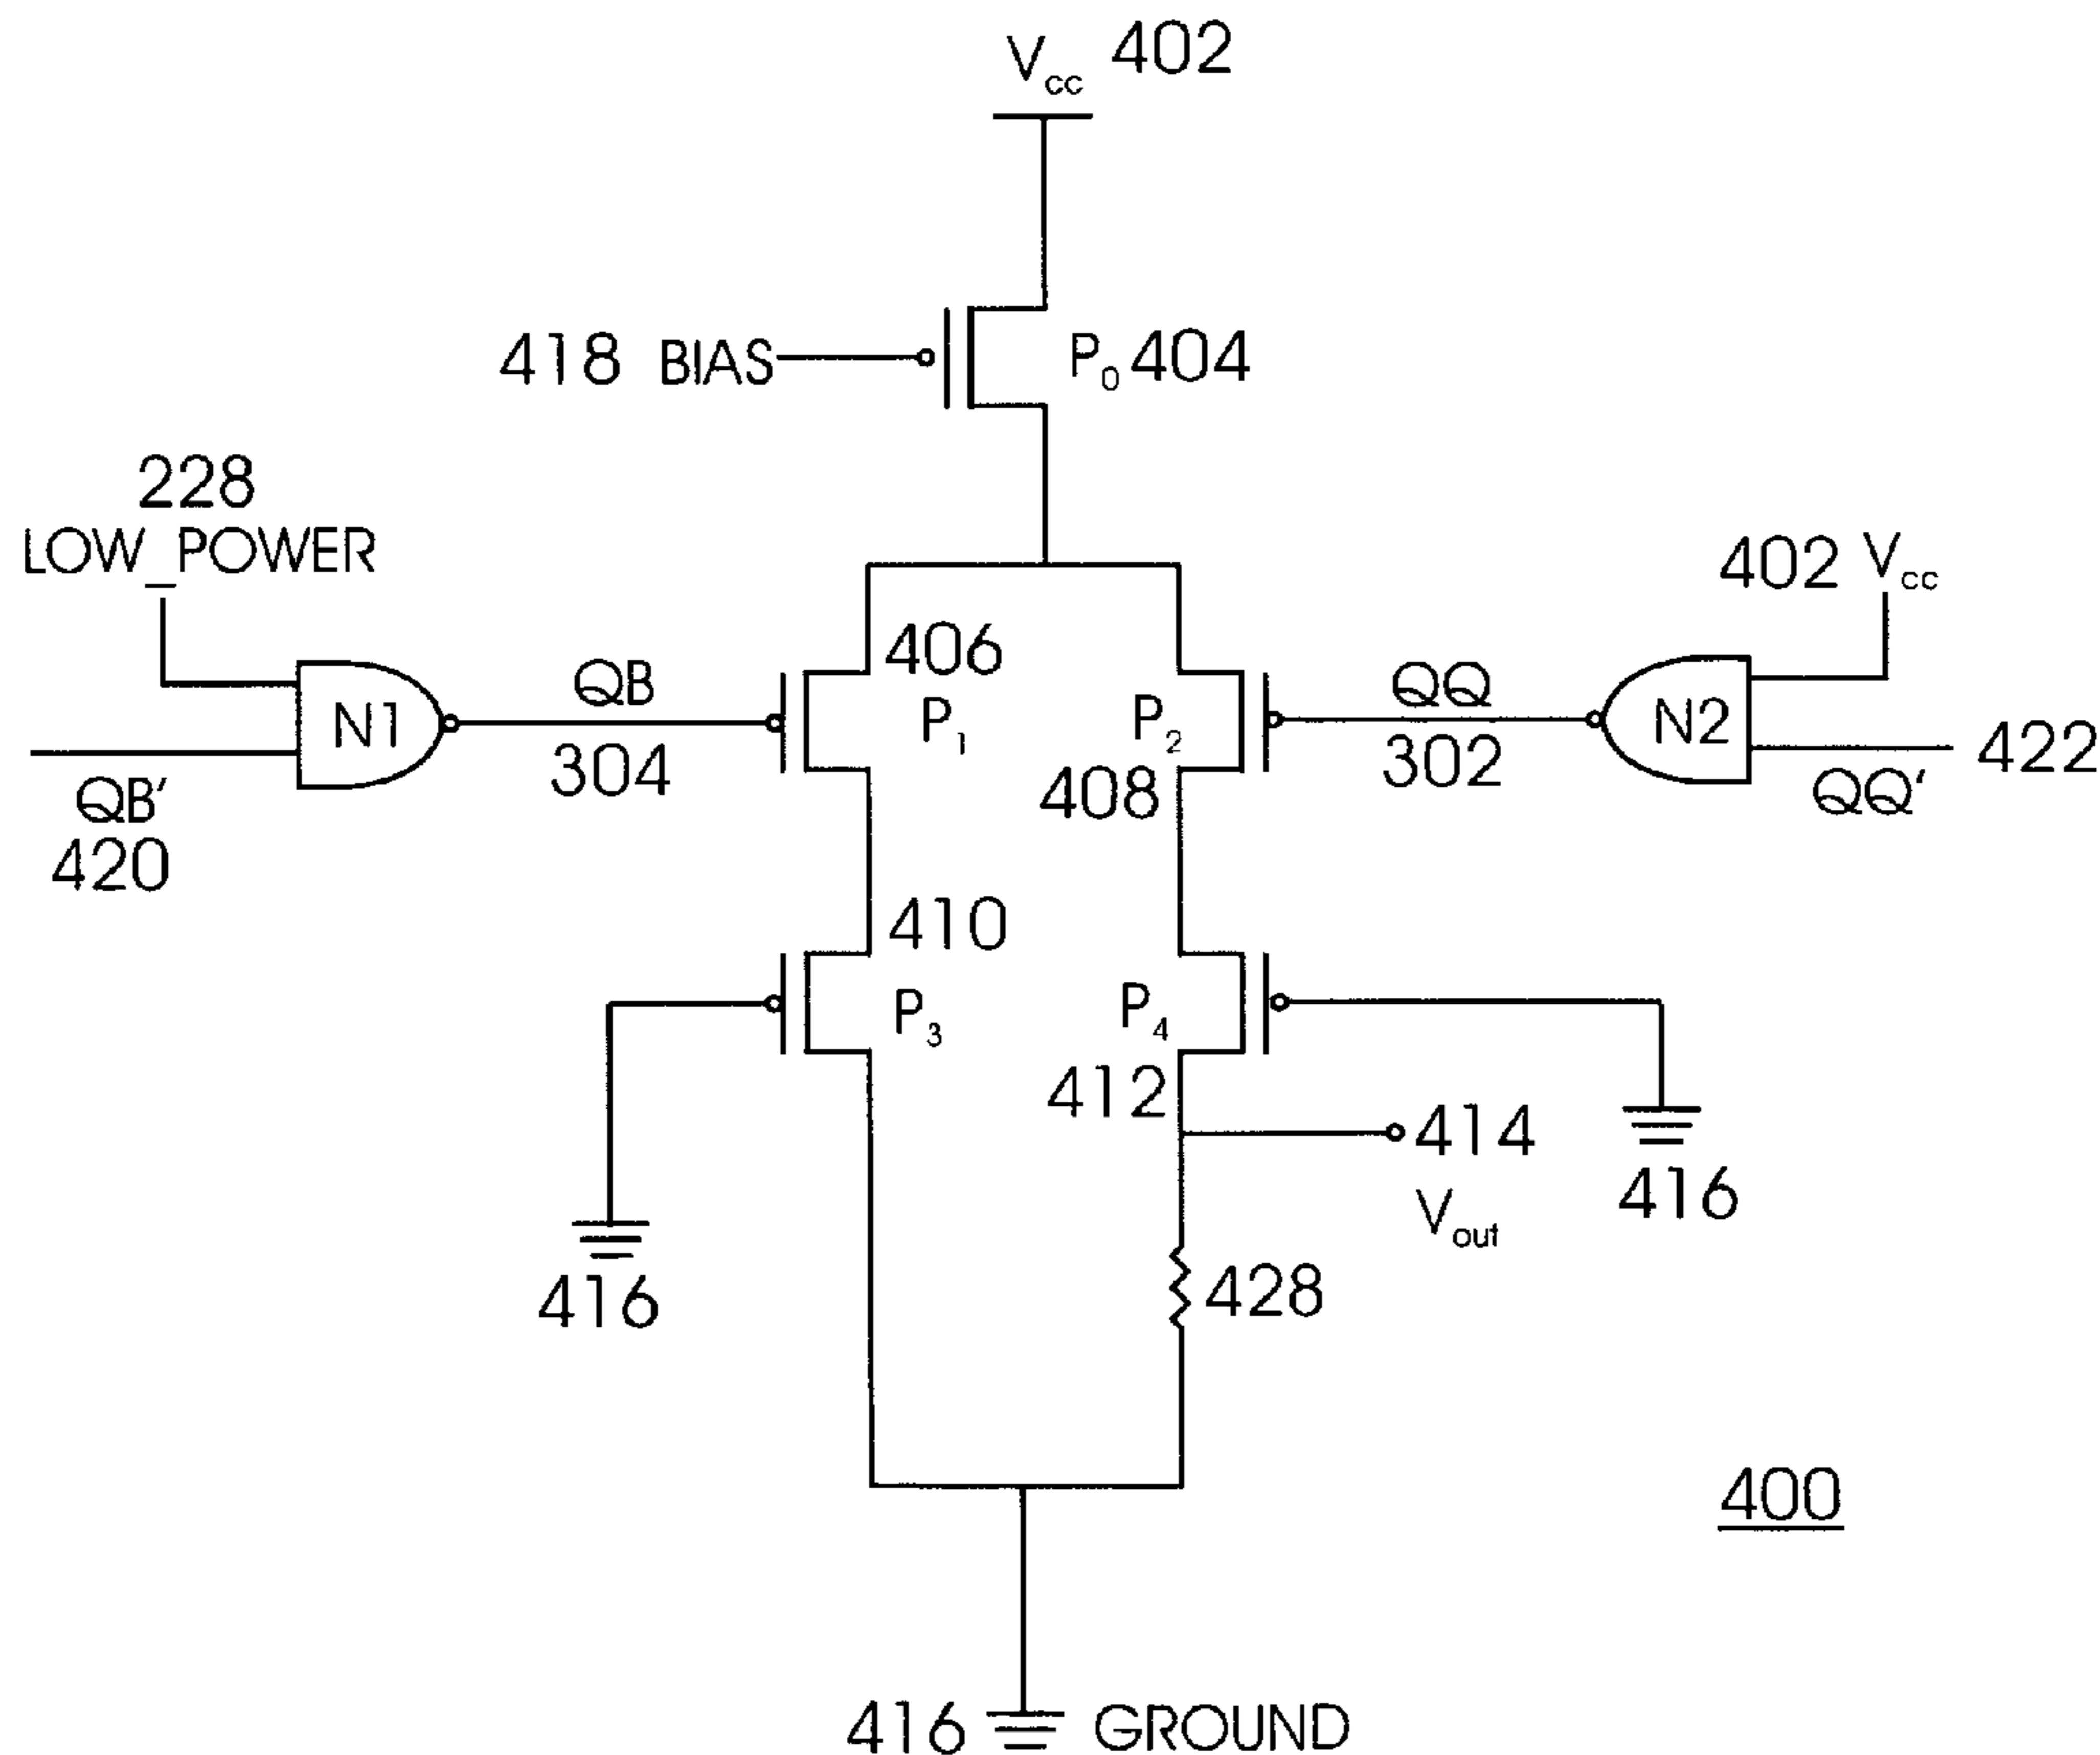 Vcc 402
418 BIAS
P0 404
228
LOW_POWER
402 Vcc
406
QB
QQ
N1
P1
P2
N2
304
302
422
QB'
408
QQ'
420
410
P3
P4
412
414
416
Vout
428
416
400
416 GROUND